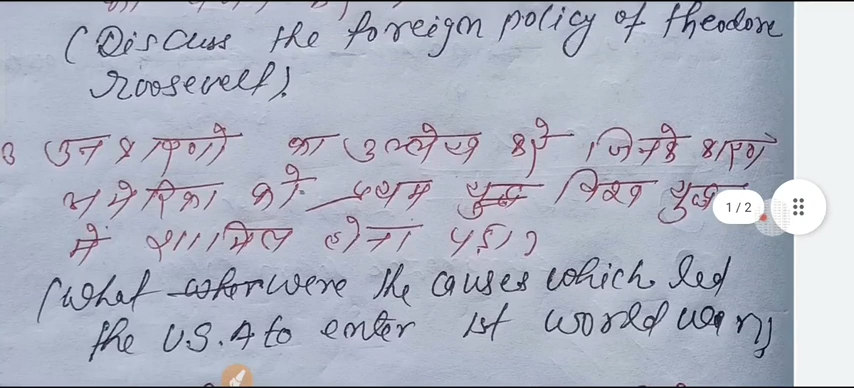 (Discuss the foreign policy of theodore
roosevelt)
उन कारणो का उल्लेख करे जिनके कारण
अमेरिका को प्रथम युद्ध विश्व युद्ध
में शामिल होना पड़ा?
1/2
(what were the causes which led
the U.S.A to enter 1st world war)